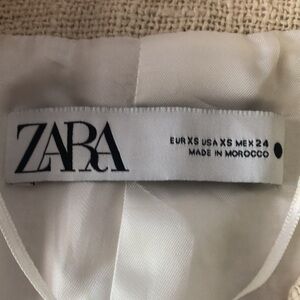 ZARA
EUR XS USA XS MEX 24
MADE IN MOROCCO